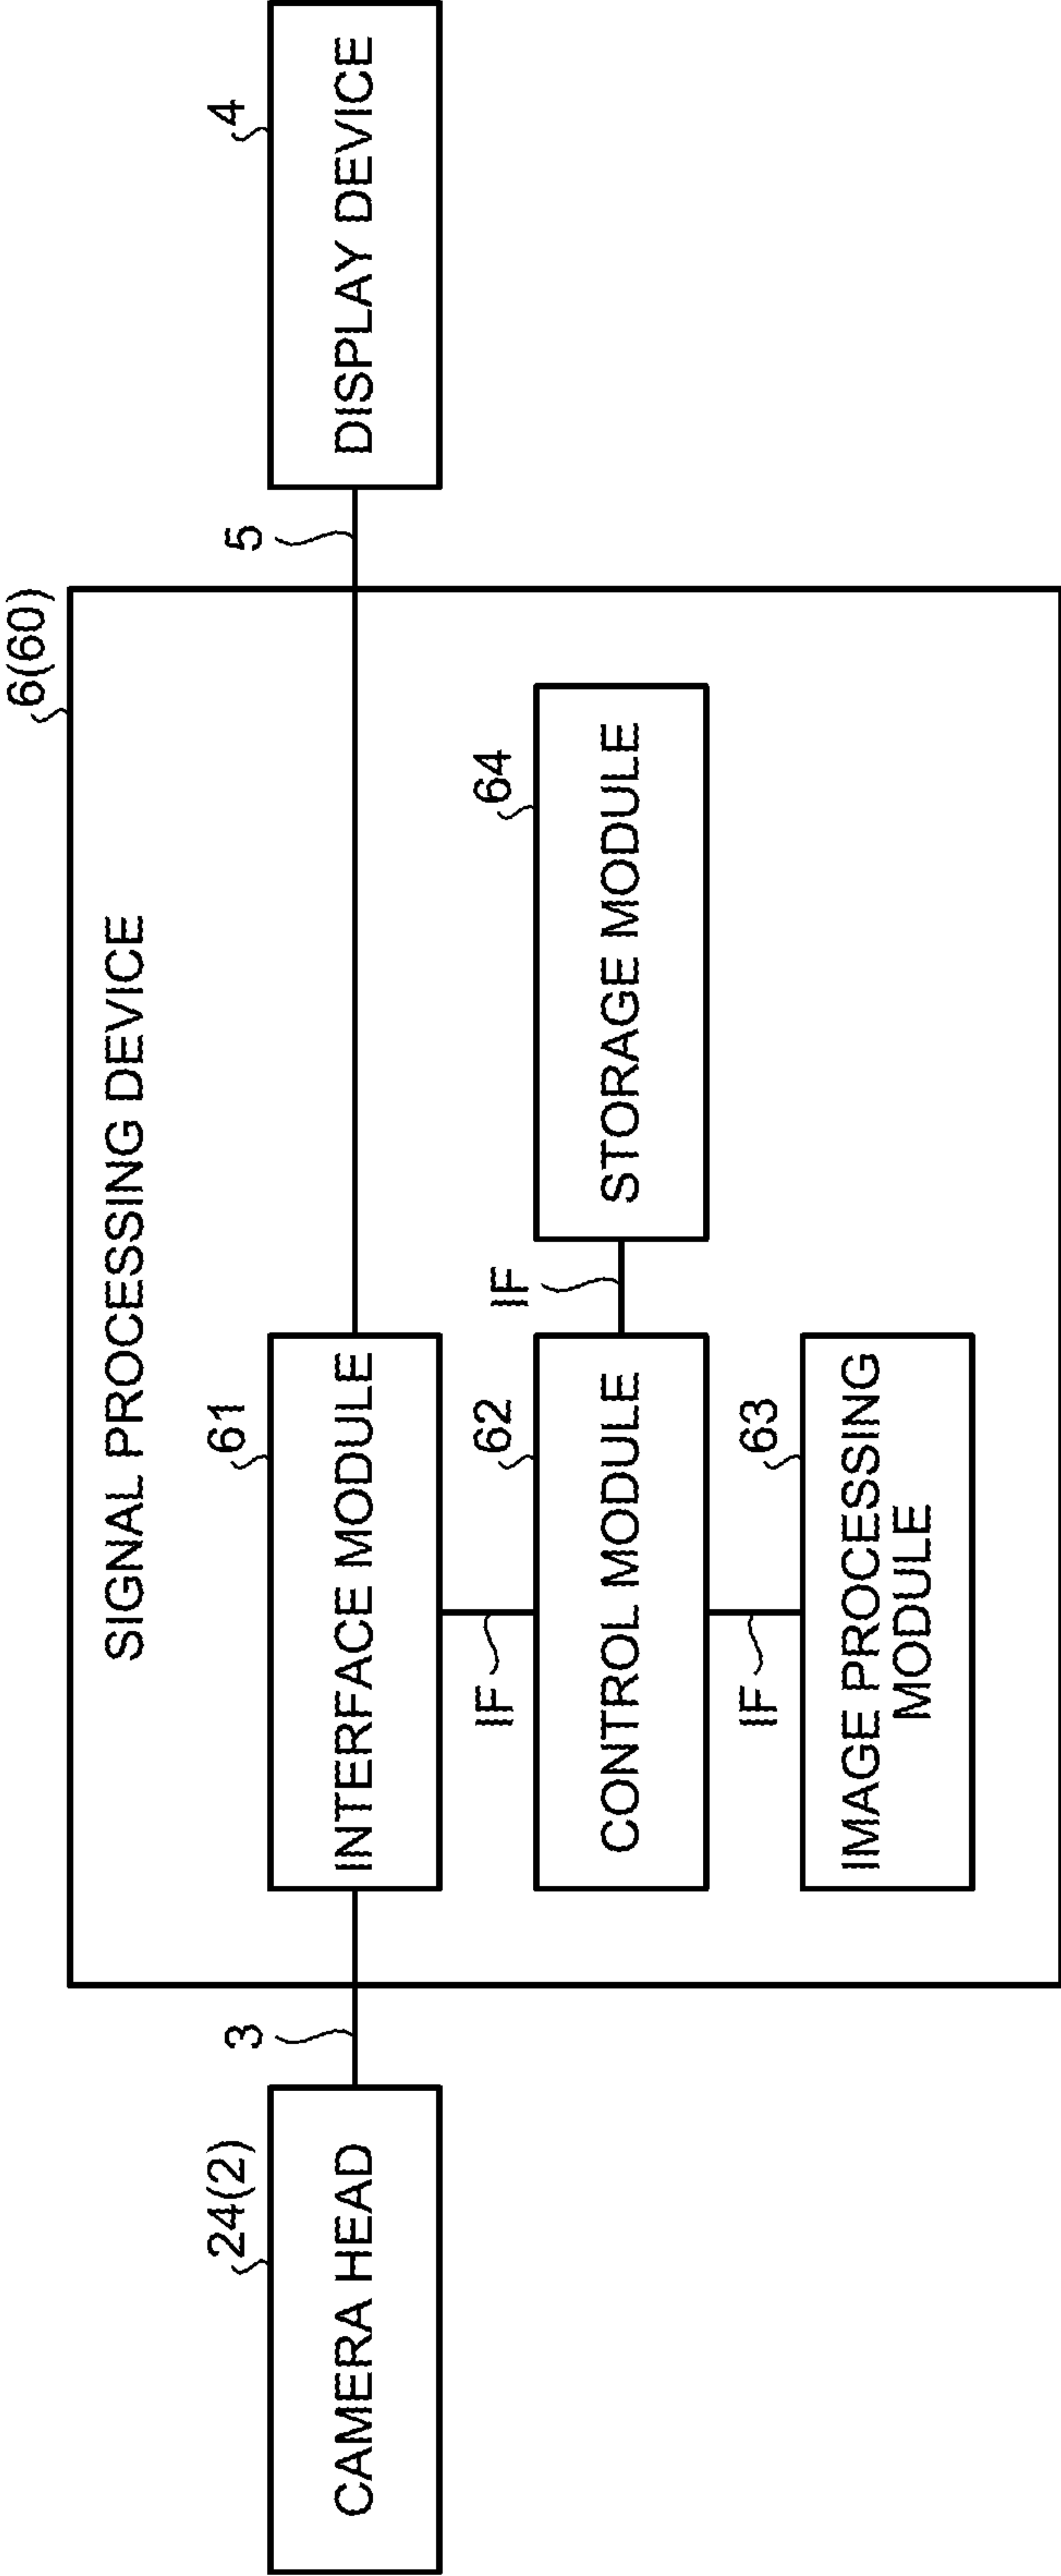 6(60)
SIGNAL PROCESSING DEVICE
24(2)
CAMERA HEAD
3
61
INTERFACE MODULE
5
4
DISPLAY DEVICE
IF
62
CONTROL MODULE
IF
64
STORAGE MODULE
IF
63
IMAGE PROCESSING
MODULE